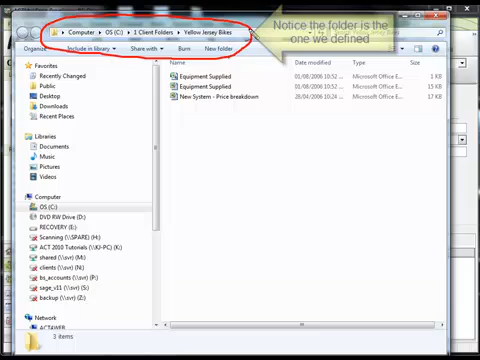 Computer ▸ OS (C:) ▸ 1 Client Folders ▸ Yellow Jersey Bikes
Notice the folder is the
one we defined
Organize
Include in library
Share with
Burn
New folder
Date modified
Type
Size
Favorites
Recently Changed
Public
Desktop
Downloads
Recent Places
Libraries
Documents
Music
Pictures
Videos
Computer
OS (C:)
DVD RW Drive (D:)
RECOVERY (E:)
Scanning (\\SPARE) (H:)
ACT 2010 Tutorials (\\KJ-PC) (K:)
shared (\\svr) (M:)
clients (\\svr) (N:)
bs_accounts (\\svr) (P:)
sage_v11 (\\svr) (S:)
backup (\\svr) (Z:)
Network
ACTAWEB
Equipment Supplied 01/08/2006 10:52 Microsoft Office E... 1 KB
Equipment Supplied 01/08/2006 10:52 Microsoft Office E... 15 KB
New System - Price breakdown 28/04/2006 10:24 Microsoft Office E... 17 KB
3 items